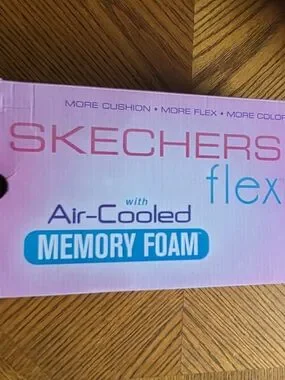 MORE CUSHION • MORE FLEX • MORE COLOR
SKECHERS
flex
with
Air-Cooled
MEMORY FOAM